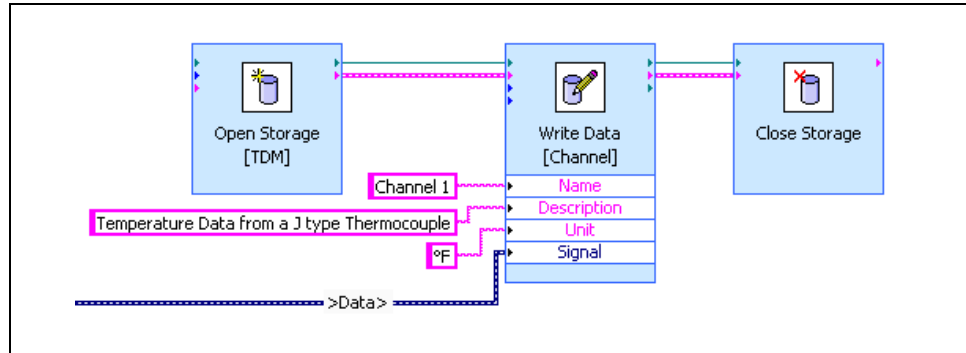 Open Storage
[TDM]
Write Data
[Channel]
Close Storage
Channel 1
Name
Temperature Data from a J type Thermocouple
Description
°F
Unit
Signal
>Data>